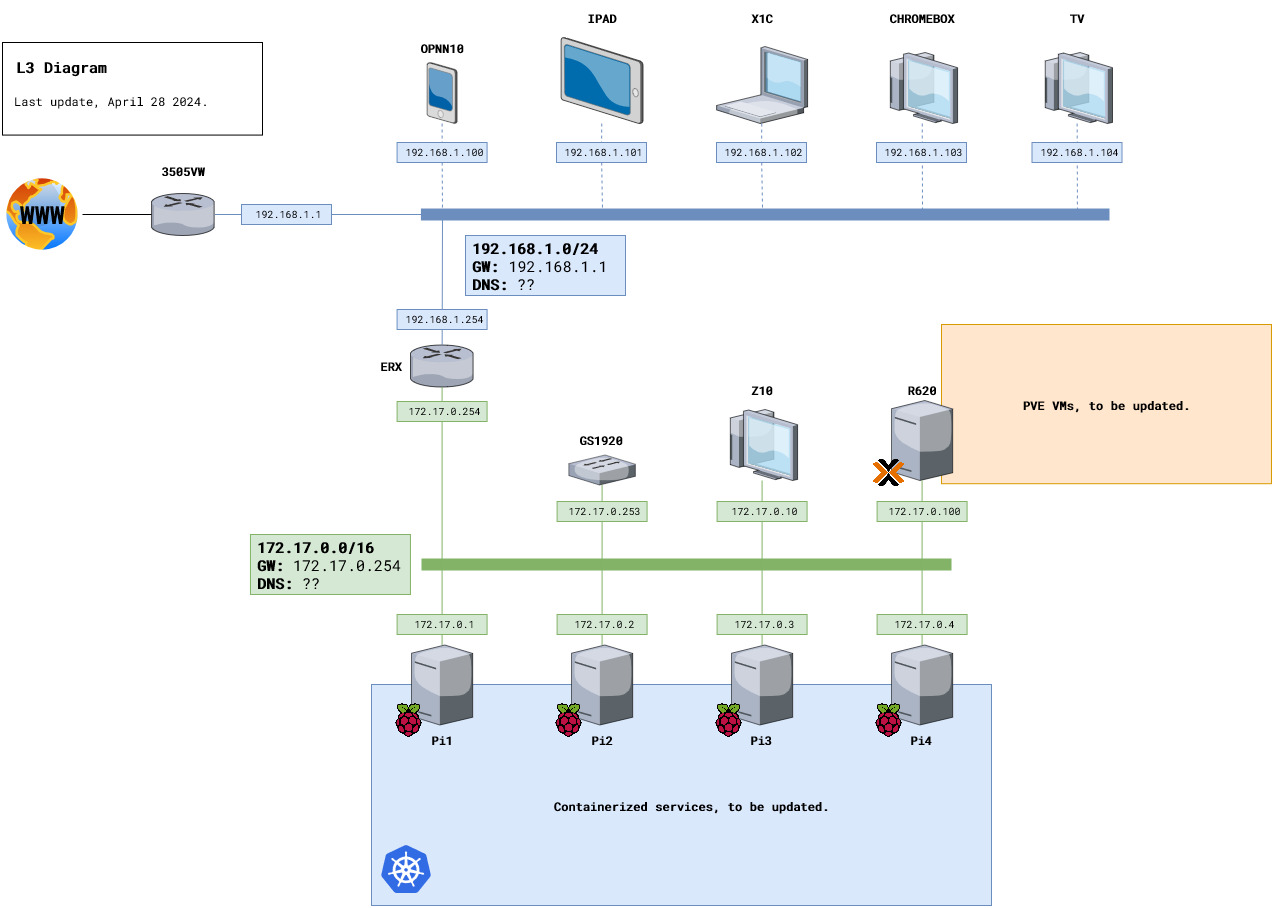 L3 Diagram
Last update, April 28 2024.
OPNN10
IPAD
X1C
CHROMEBOX
TV
192.168.1.100
192.168.1.101
192.168.1.102
192.168.1.103
192.168.1.104
WWW
3505VW
192.168.1.1
192.168.1.0/24
GW: 192.168.1.1
DNS: ??
192.168.1.254
ERX
172.17.0.254
GS1920
Z10
R620
PVE VMs, to be updated.
172.17.0.253
172.17.0.10
172.17.0.100
172.17.0.0/16
GW: 172.17.0.254
DNS: ??
172.17.0.1
172.17.0.2
172.17.0.3
172.17.0.4
Pi1
Pi2
Pi3
Pi4
Containerized services, to be updated.